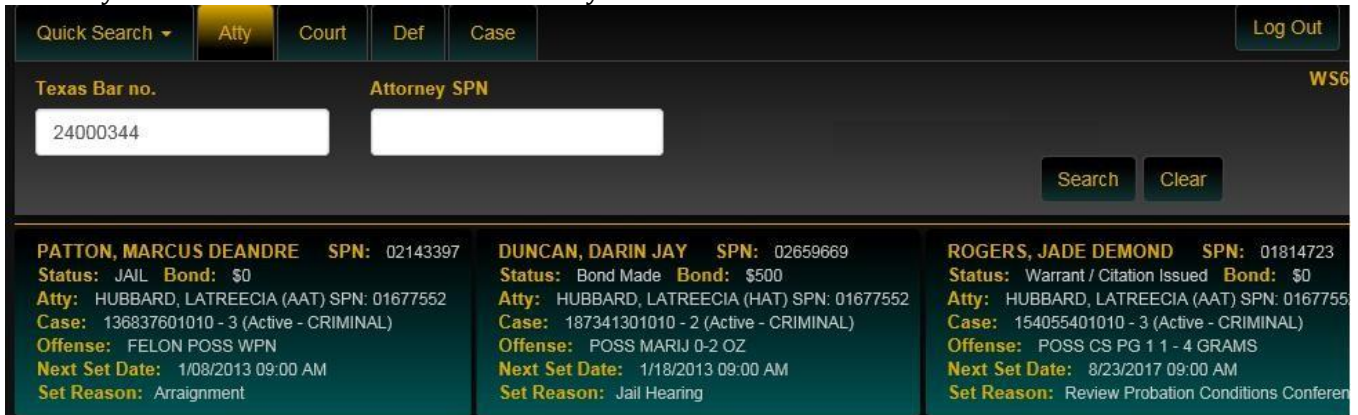 Quick Search Atty Court Def Case Log Out
Texas Bar no. Attorney SPN WS6
24000344
Search Clear
PATTON, MARCUS DEANDRE SPN: 02143397
Status: JAIL Bond: $0
Atty: HUBBARD, LATREECIA (AAT) SPN: 01677552
Case: 136837601010 - 3 (Active - CRIMINAL)
Offense: FELON POSS WPN
Next Set Date: 1/08/2013 09:00 AM
Set Reason: Arraignment
DUNCAN, DARIN JAY SPN: 02659669
Status: Bond Made Bond: $500
Atty: HUBBARD, LATREECIA (HAT) SPN: 01677552
Case: 187341301010 - 2 (Active - CRIMINAL)
Offense: POSS MARIJ 0-2 OZ
Next Set Date: 1/18/2013 09:00 AM
Set Reason: Jail Hearing
ROGERS, JADE DEMOND SPN: 01814723
Status: Warrant / Citation Issued Bond: $0
Atty: HUBBARD, LATREECIA (AAT) SPN: 0167755
Case: 154055401010 - 3 (Active - CRIMINAL)
Offense: POSS CS PG 1 1 - 4 GRAMS
Next Set Date: 8/23/2017 09:00 AM
Set Reason: Review Probation Conditions Conferen